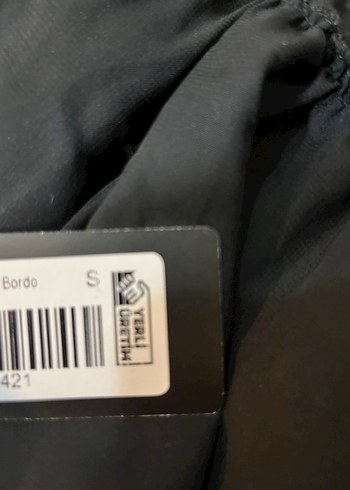 Bordo
S
YERLİ
ÜRETİM
421